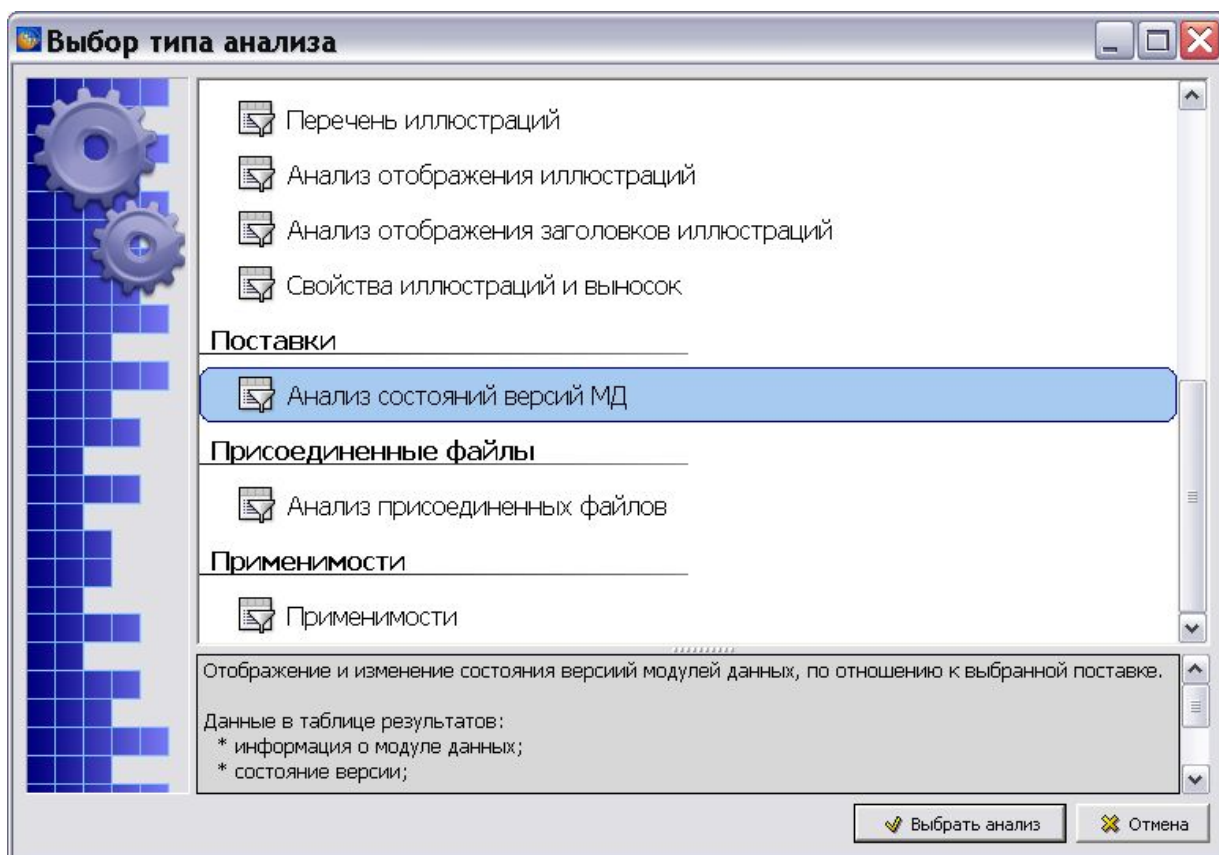 Выбор типа анализа
Перечень иллюстраций
Анализ отображения иллюстраций
Анализ отображения заголовков иллюстраций
Свойства иллюстраций и выносок
Поставки
Анализ состояний версий МД
Присоединенные файлы
Анализ присоединенных файлов
Применимости
Применимости
Отображение и изменение состояния версиий модулей данных, по отношению к выбранной поставке.
Данные в таблице результатов:
* информация о модуле данных;
* состояние версии;
Выбрать анализ
Отмена